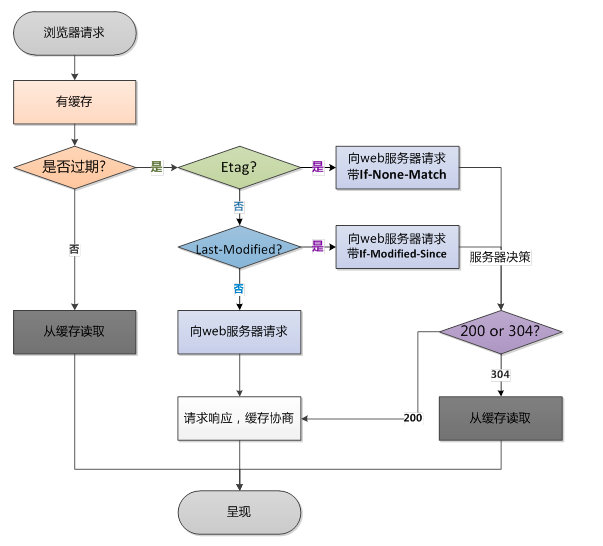 浏览器请求
有缓存
是否过期?
是
Etag?
是
向web服务器请求
带If-None-Match
否
否
Last-Modified?
是
向web服务器请求
带If-Modified-Since
服务器决策
否
从缓存读取
向web服务器请求
200 or 304?
304
请求响应，缓存协商
200
从缓存读取
呈现